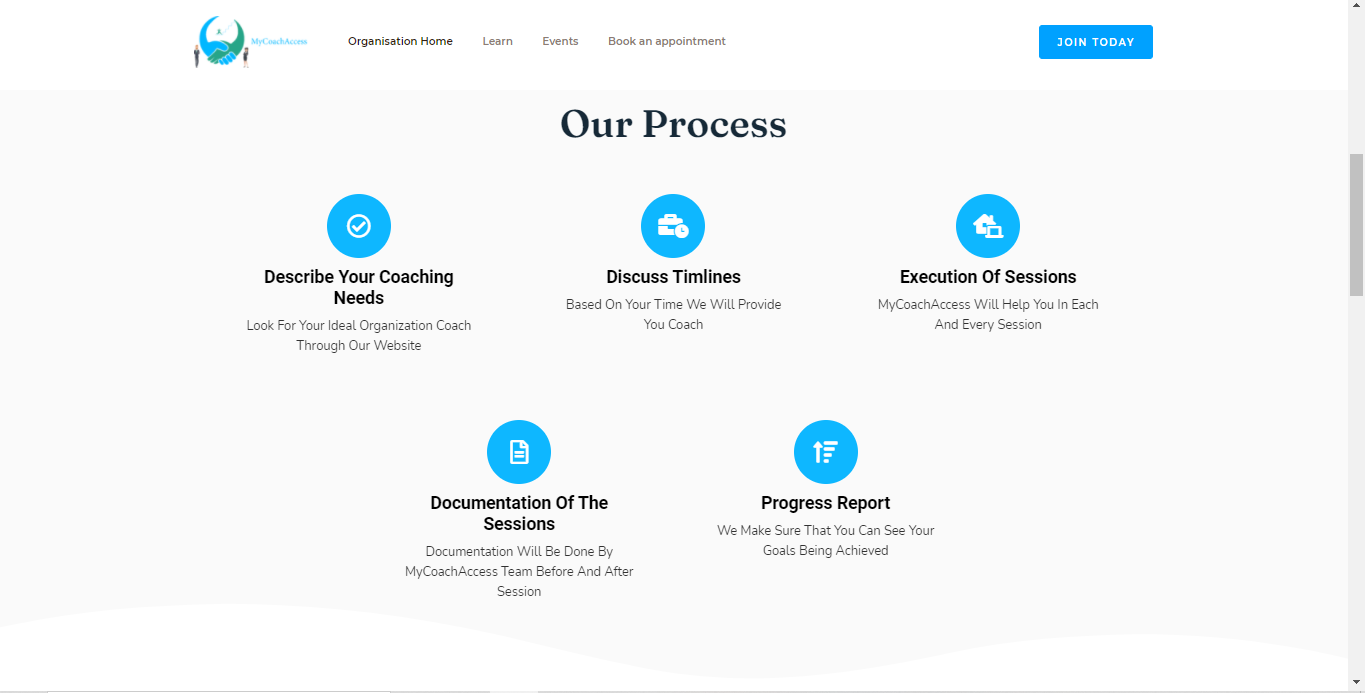 MyCoachAccess
Organisation Home
Learn
Events
Book an appointment
JOIN TODAY
Our Process
Describe Your Coaching
Needs
Look For Your Ideal Organization Coach
Through Our Website
Discuss Timlines
Based On Your Time We Will Provide
You Coach
Execution Of Sessions
MyCoachAccess Will Help You In Each
And Every Session
Documentation Of The
Sessions
Documentation Will Be Done By
MyCoachAccess Team Before And After
Session
Progress Report
We Make Sure That You Can See Your
Goals Being Achieved